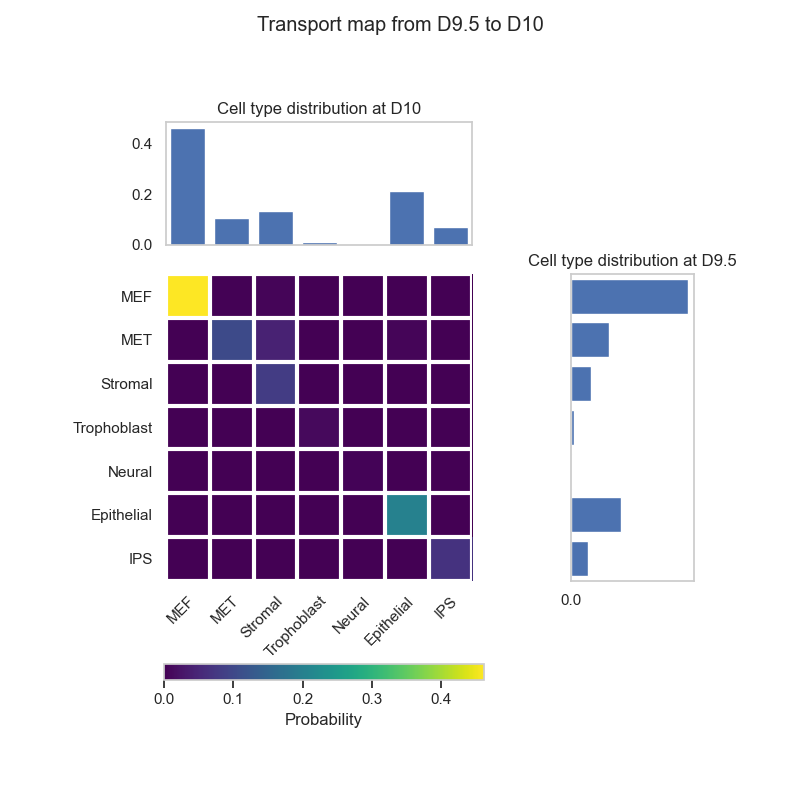 Transport map from D9.5 to D10
Cell type distribution at D10
0.4
0.2
0.0
Cell type distribution at D9.5
MEF
MET
Stromal
Trophoblast
Neural
Epithelial
IPS
0.0
MEF
MET
Stromal
Trophoblast
Neural
Epithelial
IPS
0.0 0.1 0.2 0.3 0.4
Probability